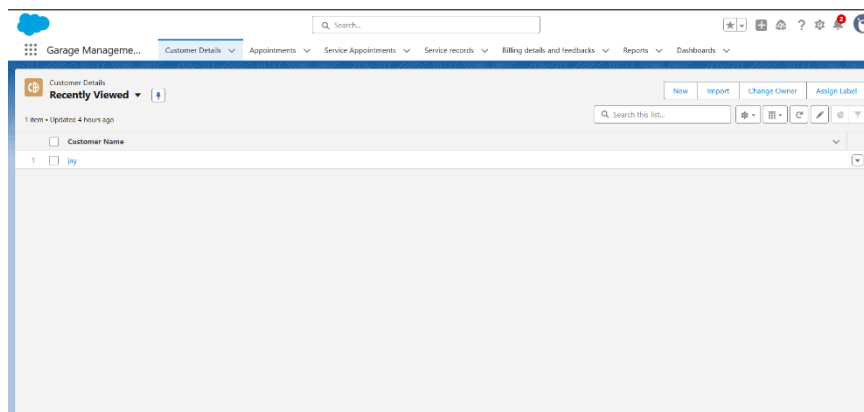 Search...
2
Garage Manageme... Customer Details Appointments Service Appointments Service records Billing details and feedbacks Reports Dashboards
Customer Details
Recently Viewed
New Import Change Owner Assign Label
1 item • Updated 4 hours ago
Search this list...
Customer Name
1 jay